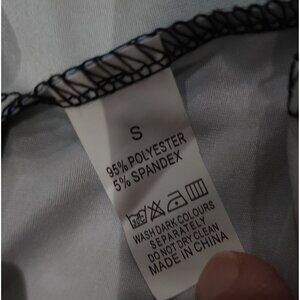 S
95% POLYESTER
5% SPANDEX
WASH DARK COLOURS
SEPARATELY
DO NOT DRY CLEAN
MADE IN CHINA